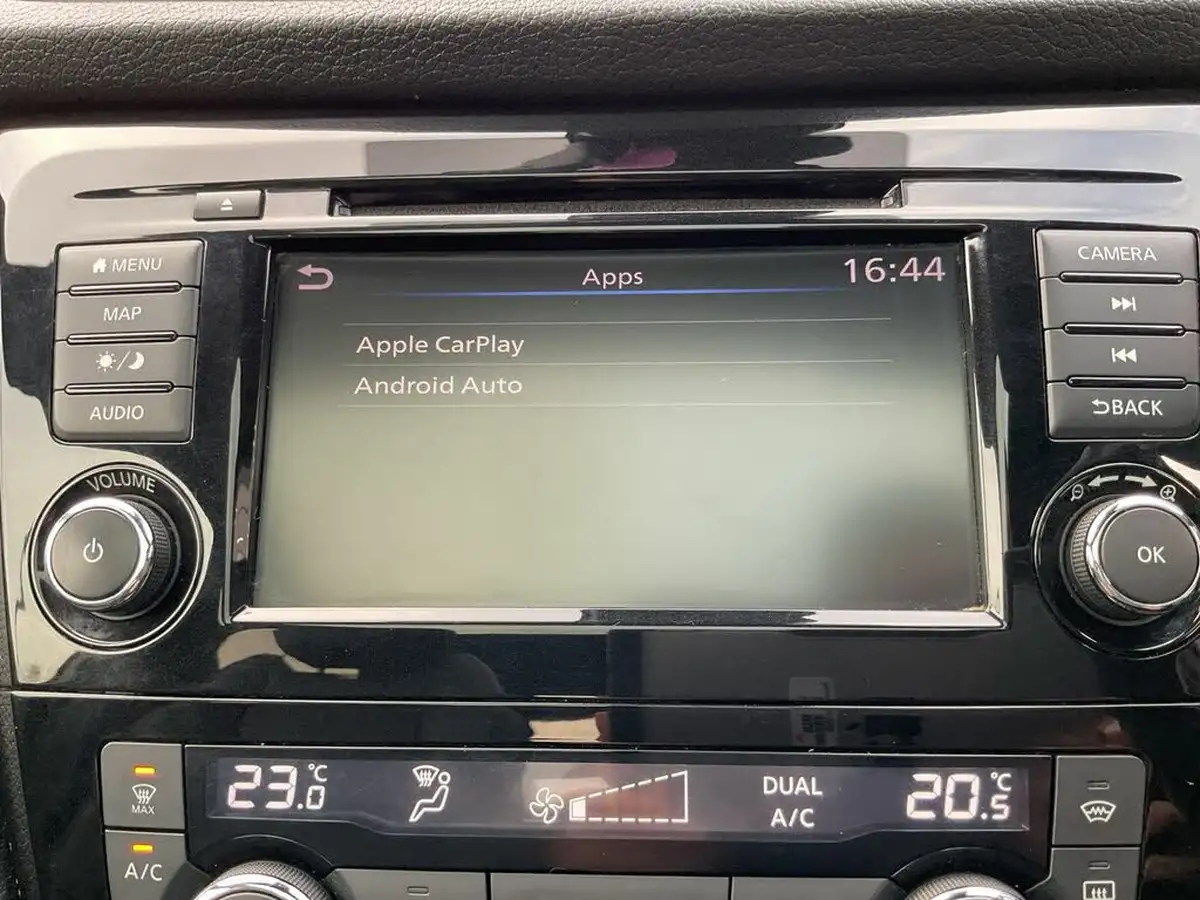 Apps
16:44
Apple CarPlay
Android Auto
MENU
MAP
AUDIO
VOLUME
CAMERA
BACK
OK
23.0°C
DUAL
A/C
20.5°C
MAX
A/C